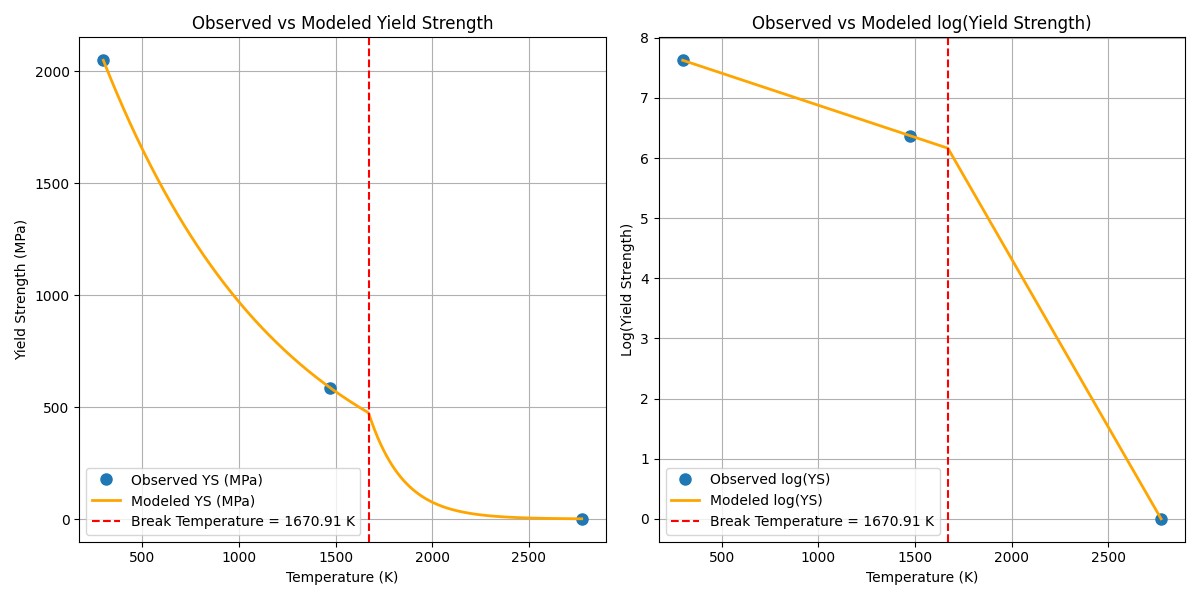 Observed vs Modeled Yield Strength
Yield Strength (MPa)
2000
1500
1000
500
0
Observed YS (MPa)
Modeled YS (MPa)
Break Temperature = 1670.91 K
500 1000 1500 2000 2500
Temperature (K)
Observed vs Modeled log(Yield Strength)
Log(Yield Strength)
8
7
6
5
4
3
2
1
0
Observed log(YS)
Modeled log(YS)
Break Temperature = 1670.91 K
500 1000 1500 2000 2500
Temperature (K)